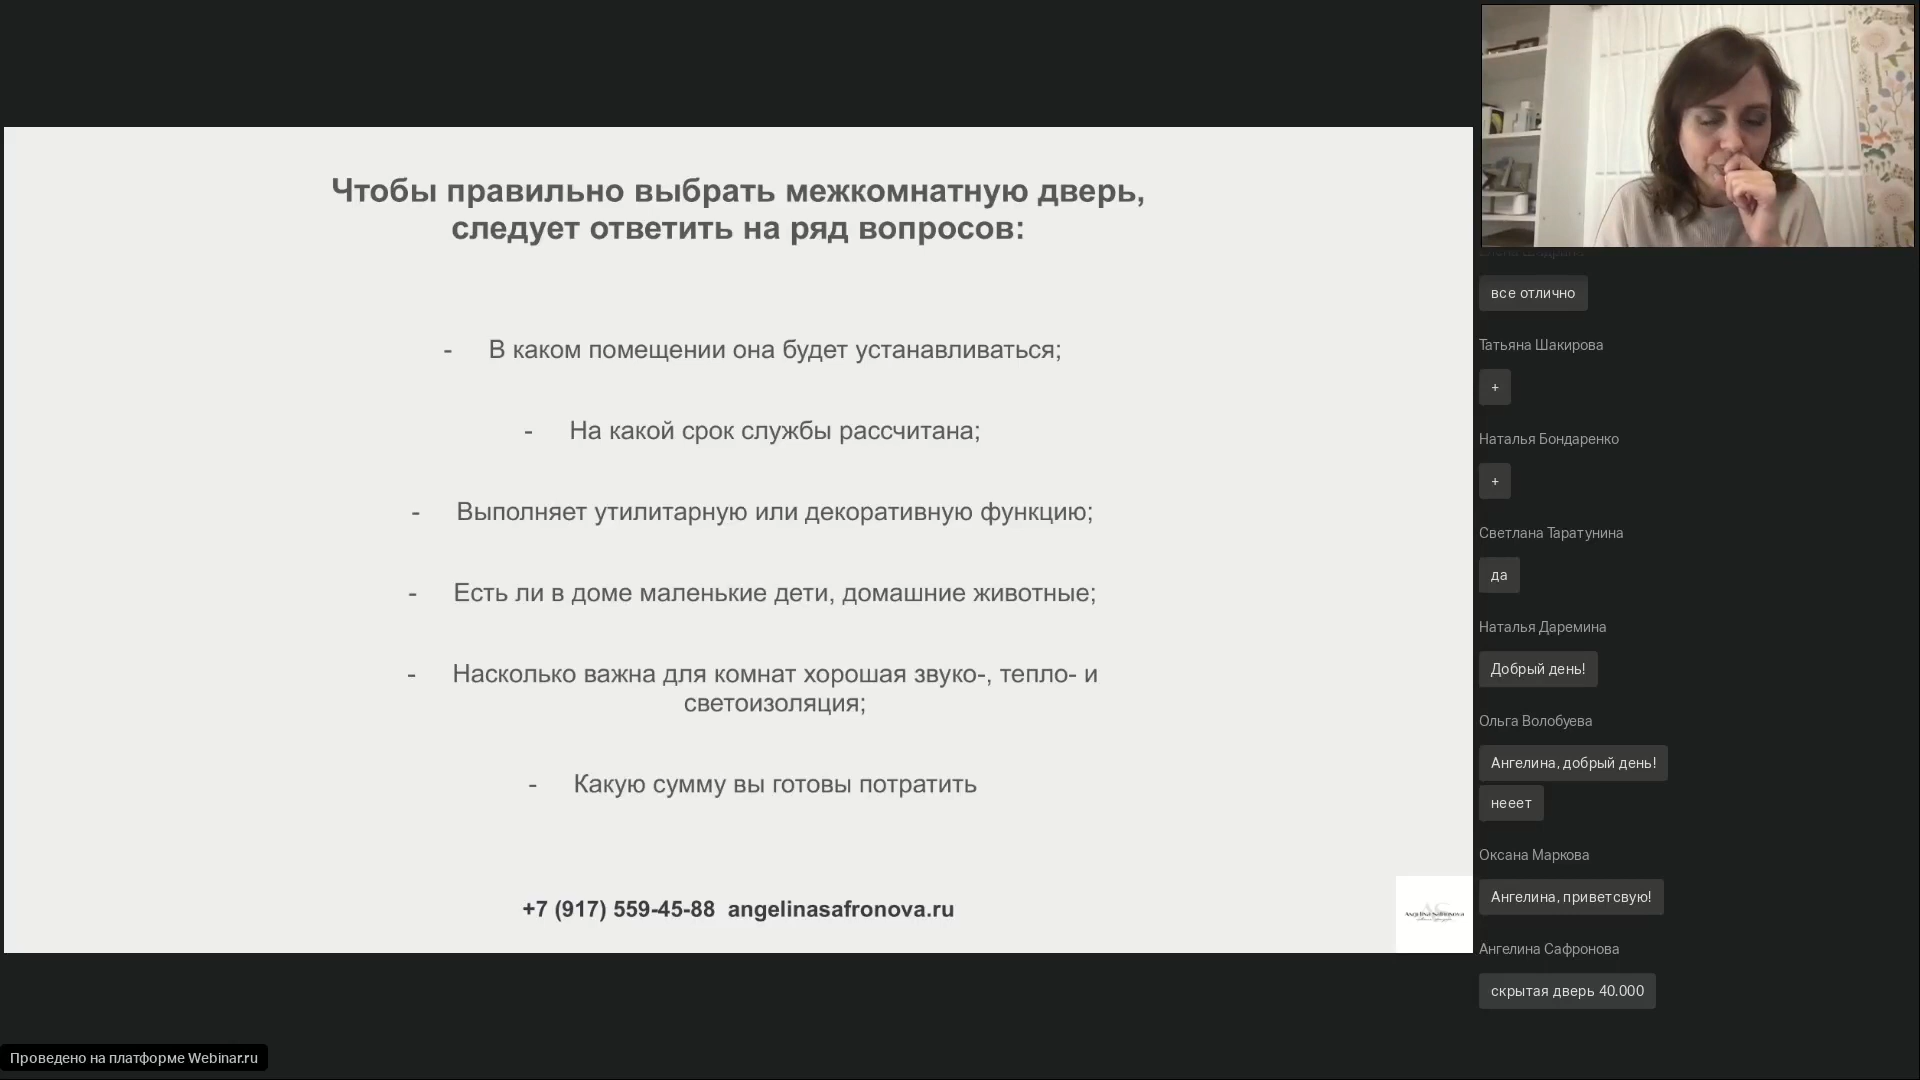 Чтобы правильно выбрать межкомнатную дверь,
следует ответить на ряд вопросов:
- В каком помещении она будет устанавливаться;
- На какой срок службы рассчитана;
- Выполняет утилитарную или декоративную функцию;
- Есть ли в доме маленькие дети, домашние животные;
- Насколько важна для комнат хорошая звуко-, тепло- и
светоизоляция;
- Какую сумму вы готовы потратить
+7 (917) 559-45-88 angelinasafronova.ru
Angelina Safronova
все отлично
Татьяна Шакирова
+
Наталья Бондаренко
+
Светлана Таратунина
да
Наталья Даремина
Добрый день!
Ольга Волобуева
Ангелина, добрый день!
нееет
Оксана Маркова
Ангелина, приветсвую!
Ангелина Сафронова
скрытая дверь 40.000
Проведено на платформе Webinar.ru